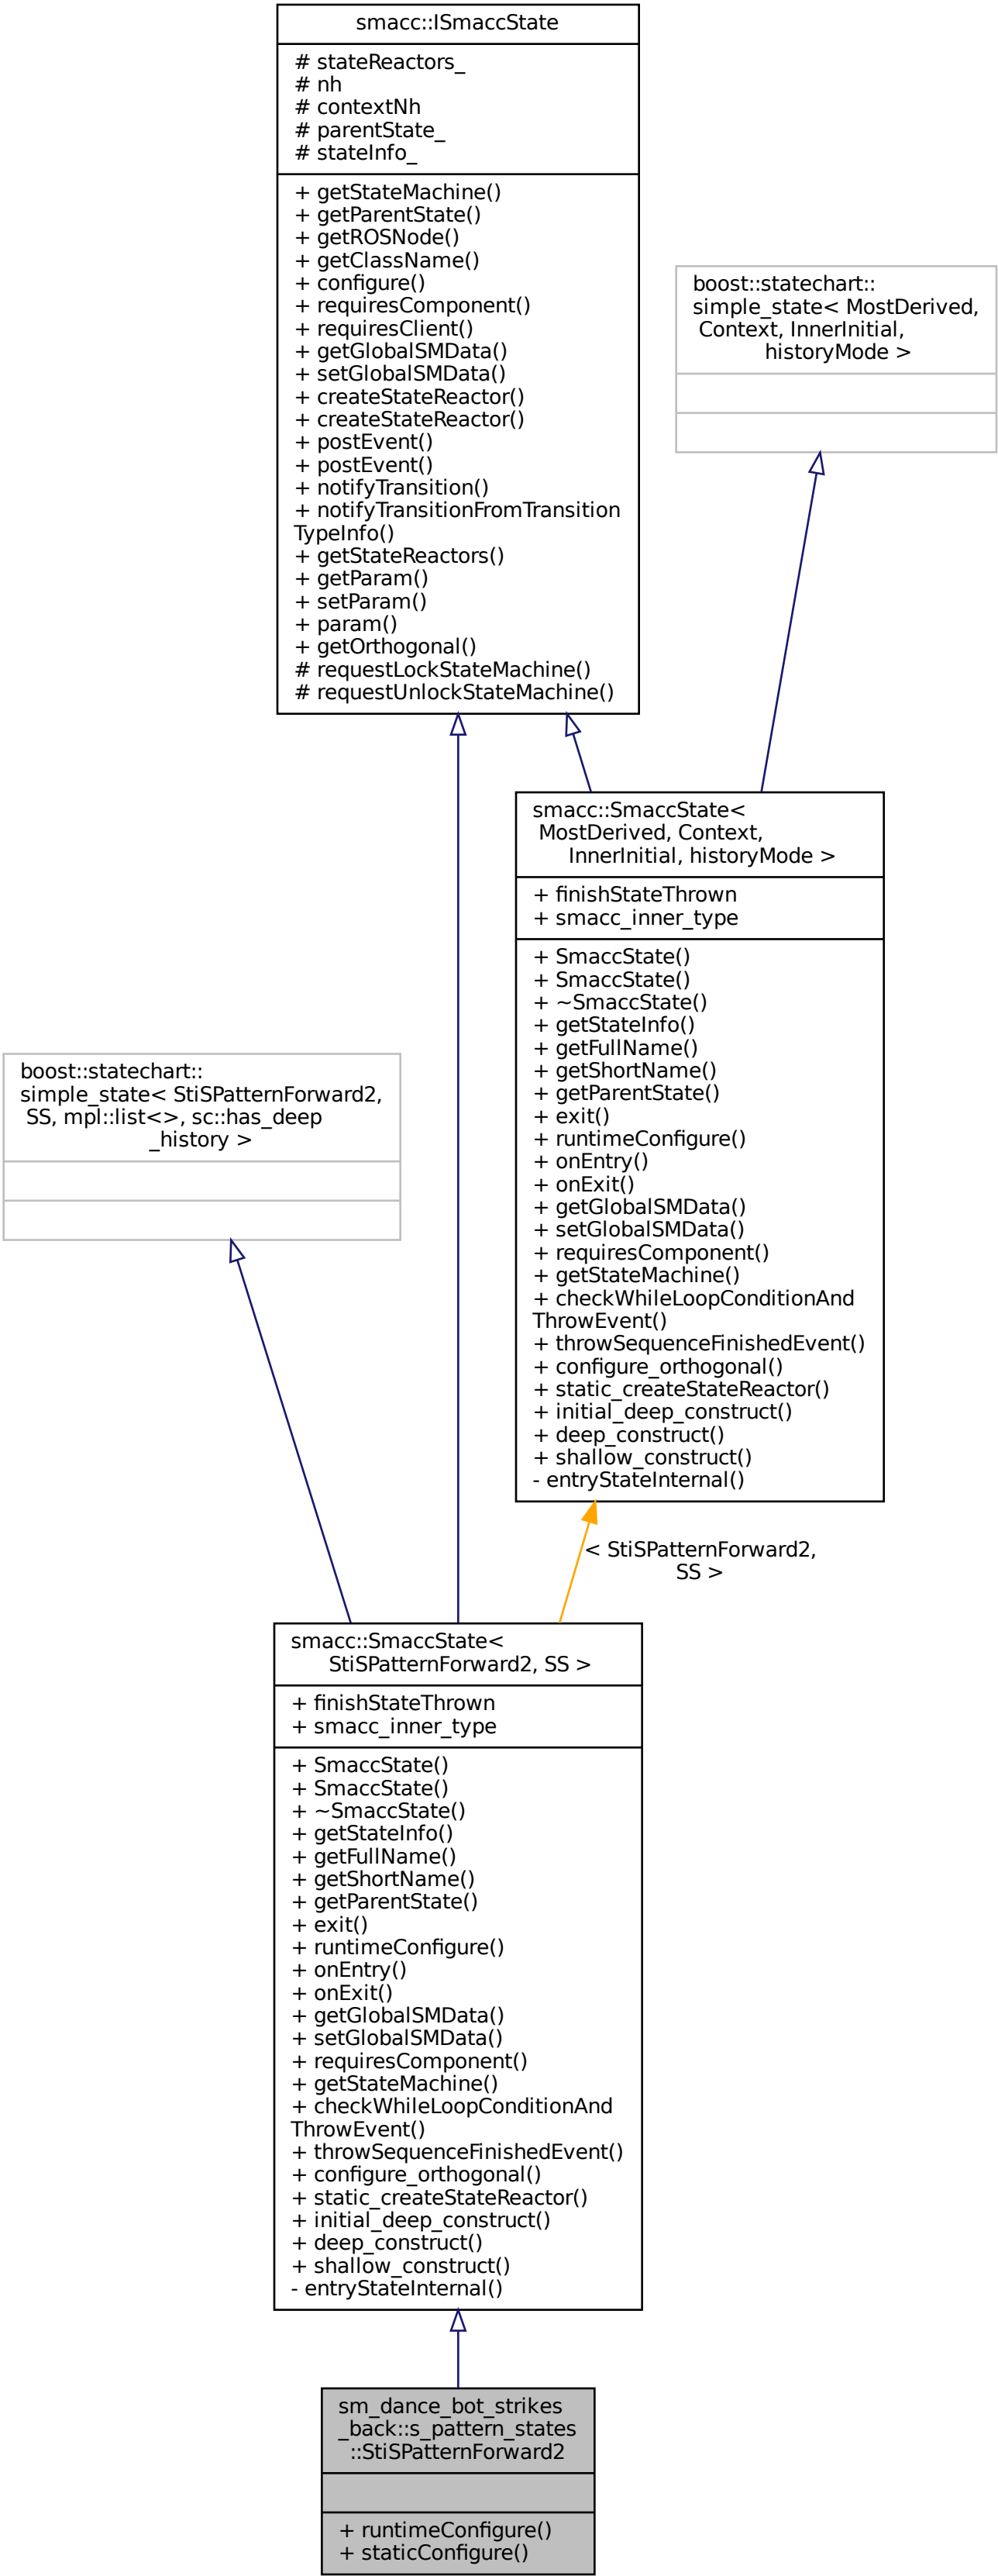 smacc::ISmaccState
# stateReactors_
# nh
# contextNh
# parentState_
# stateInfo_
+ getStateMachine()
+ getParentState()
+ getROSNode()
+ getClassName()
+ configure()
+ requiresComponent()
+ requiresClient()
+ getGlobalSMData()
+ setGlobalSMData()
+ createStateReactor()
+ createStateReactor()
+ postEvent()
+ postEvent()
+ notifyTransition()
+ notifyTransitionFromTransition
TypeInfo()
+ getStateReactors()
+ getParam()
+ setParam()
+ param()
+ getOrthogonal()
# requestLockStateMachine()
# requestUnlockStateMachine()
boost::statechart::
simple_state< MostDerived,
Context, InnerInitial,
historyMode >
smacc::SmaccState<
MostDerived, Context,
InnerInitial, historyMode >
+ finishStateThrown
+ smacc_inner_type
+ SmaccState()
+ SmaccState()
+ ~SmaccState()
+ getStateInfo()
+ getFullName()
+ getShortName()
+ getParentState()
+ exit()
+ runtimeConfigure()
+ onEntry()
+ onExit()
+ getGlobalSMData()
+ setGlobalSMData()
+ requiresComponent()
+ getStateMachine()
+ checkWhileLoopConditionAnd
ThrowEvent()
+ throwSequenceFinishedEvent()
+ configure_orthogonal()
+ static_createStateReactor()
+ initial_deep_construct()
+ deep_construct()
+ shallow_construct()
- entryStateInternal()
boost::statechart::
simple_state< StiSPatternForward2,
SS, mpl::list<>, sc::has_deep
_history >
< StiSPatternForward2,
SS >
smacc::SmaccState<
StiSPatternForward2, SS >
+ finishStateThrown
+ smacc_inner_type
+ SmaccState()
+ SmaccState()
+ ~SmaccState()
+ getStateInfo()
+ getFullName()
+ getShortName()
+ getParentState()
+ exit()
+ runtimeConfigure()
+ onEntry()
+ onExit()
+ getGlobalSMData()
+ setGlobalSMData()
+ requiresComponent()
+ getStateMachine()
+ checkWhileLoopConditionAnd
ThrowEvent()
+ throwSequenceFinishedEvent()
+ configure_orthogonal()
+ static_createStateReactor()
+ initial_deep_construct()
+ deep_construct()
+ shallow_construct()
- entryStateInternal()
sm_dance_bot_strikes
_back::s_pattern_states
::StiSPatternForward2
+ runtimeConfigure()
+ staticConfigure()